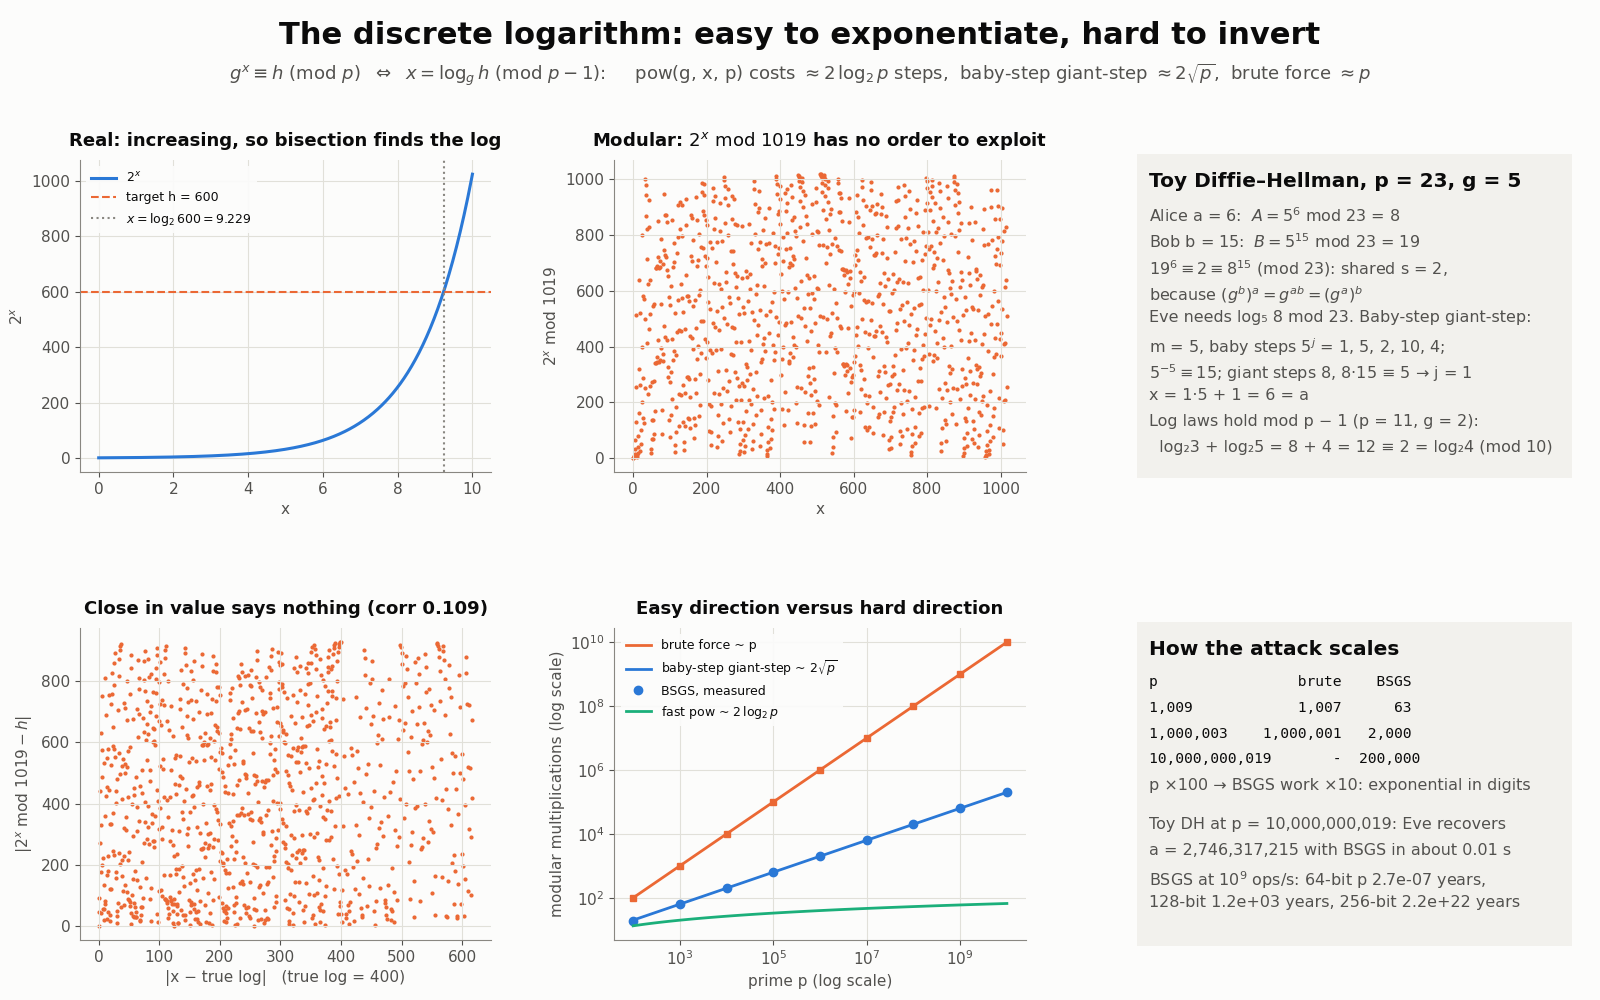 The discrete logarithm: easy to exponentiate, hard to invert
gˣ ≡ h (mod p) ⇔ x = log_g h (mod p − 1): pow(g, x, p) costs ≈ 2 log₂ p steps, baby-step giant-step ≈ 2√p, brute force ≈ p
Real: increasing, so bisection finds the log
2ˣ
target h = 600
x = log₂ 600 = 9.229
1000
800
600
400
200
0
2ˣ
0 2 4 6 8 10
x
Modular: 2ˣ mod 1019 has no order to exploit
1000
800
600
400
200
0
2ˣ mod 1019
0 200 400 600 800 1000
x
Toy Diffie–Hellman, p = 23, g = 5
Alice a = 6: A = 5⁶ mod 23 = 8
Bob b = 15: B = 5¹⁵ mod 23 = 19
19⁶ ≡ 2 ≡ 8¹⁵ (mod 23): shared s = 2,
because (gᵇ)ᵃ = gᵃᵇ = (gᵃ)ᵇ
Eve needs log₅ 8 mod 23. Baby-step giant-step:
m = 5, baby steps 5ʲ = 1, 5, 2, 10, 4;
5⁻⁵ ≡ 15; giant steps 8, 8·15 ≡ 5 → j = 1
x = 1·5 + 1 = 6 = a
Log laws hold mod p − 1 (p = 11, g = 2):
log₂3 + log₂5 = 8 + 4 = 12 ≡ 2 = log₂4 (mod 10)
Close in value says nothing (corr 0.109)
800
600
400
200
0
|2ˣ mod 1019 − h|
0 100 200 300 400 500 600
|x − true log| (true log = 400)
Easy direction versus hard direction
brute force ~ p
baby-step giant-step ~ 2√p
BSGS, measured
fast pow ~ 2 log₂ p
10¹⁰
10⁸
10⁶
10⁴
10²
modular multiplications (log scale)
10³ 10⁵ 10⁷ 10⁹
prime p (log scale)
How the attack scales
p brute BSGS
1,009 1,007 63
1,000,003 1,000,001 2,000
10,000,000,019 - 200,000
p ×100 → BSGS work ×10: exponential in digits
Toy DH at p = 10,000,000,019: Eve recovers
a = 2,746,317,215 with BSGS in about 0.01 s
BSGS at 10⁹ ops/s: 64-bit p 2.7e-07 years,
128-bit 1.2e+03 years, 256-bit 2.2e+22 years